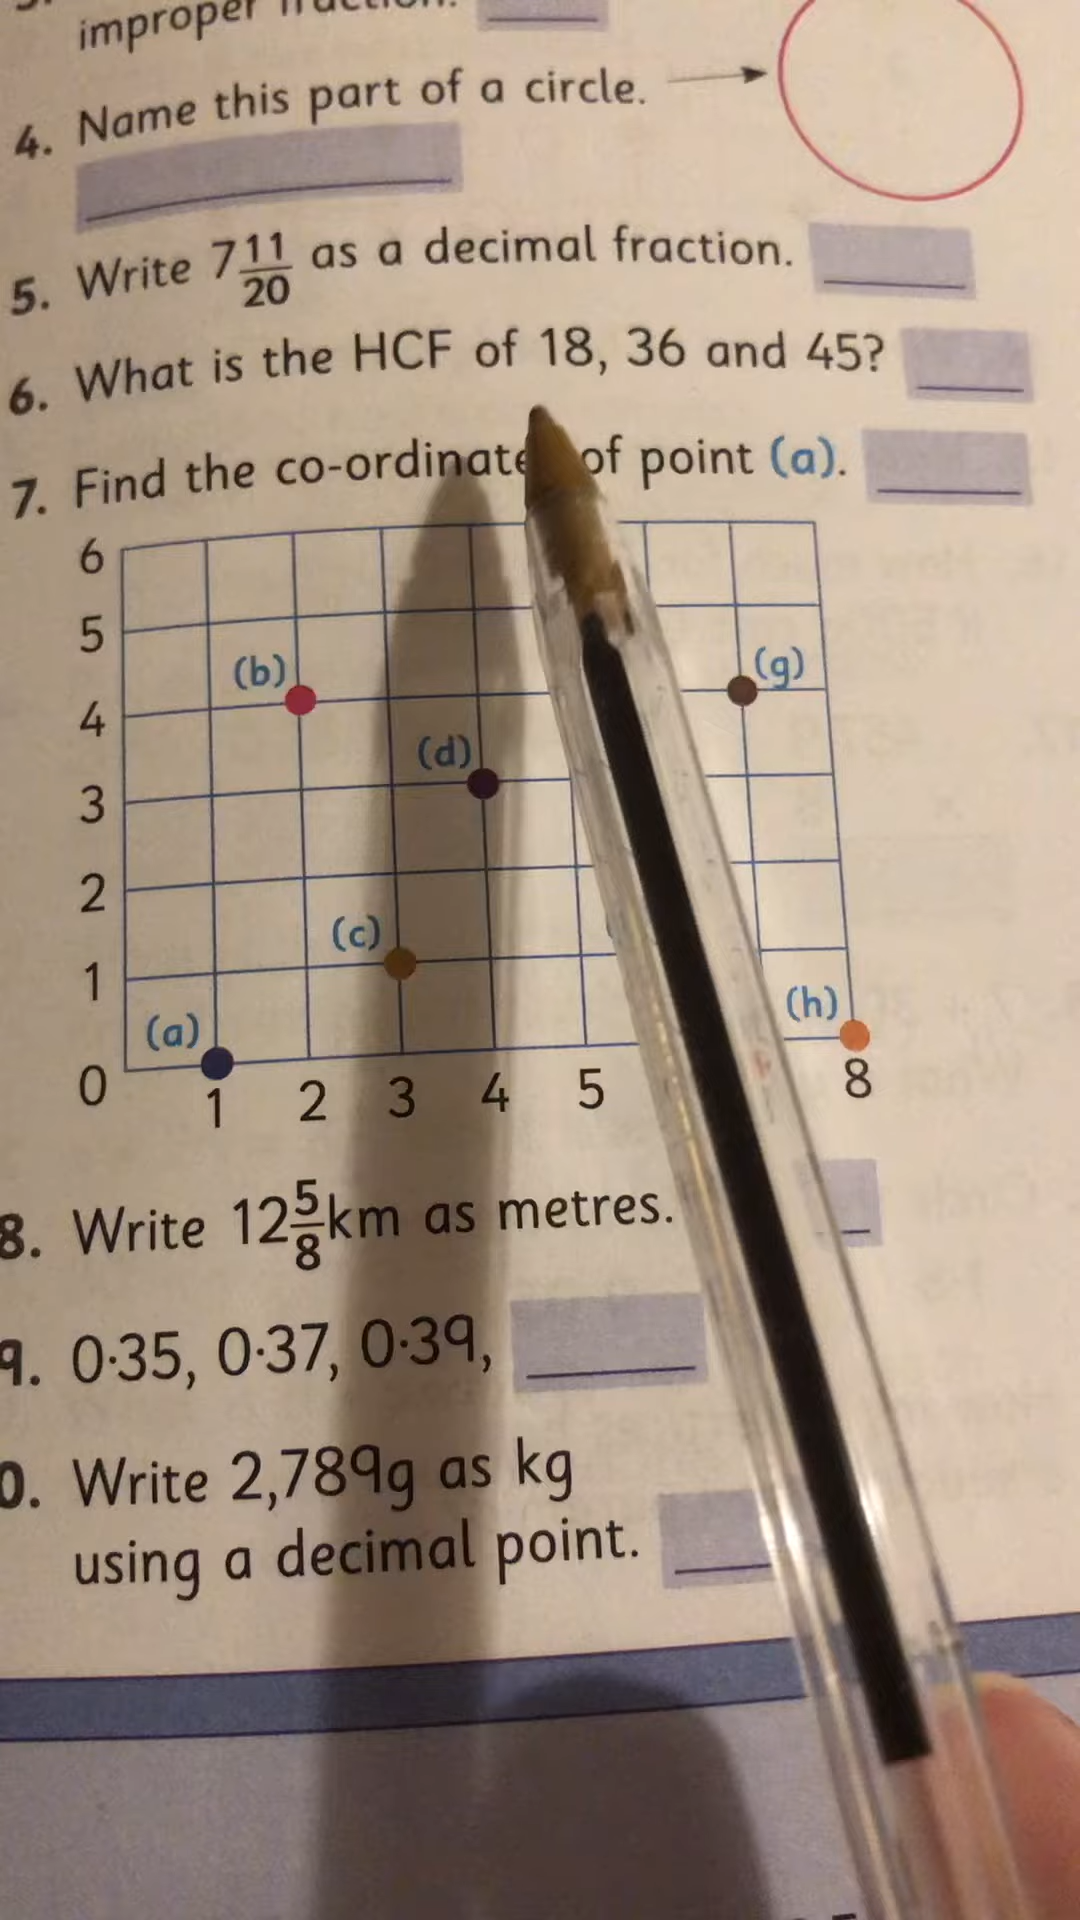 improper
4. Name this part of a circle.
5. Write 7 11/20 as a decimal fraction.
6. What is the HCF of 18, 36 and 45?
7. Find the co-ordinate of point (a).
6
5
(b)
(g)
4
(d)
3
2
(c)
1
(h)
(a)
0
1 2 3 4 5 8
8. Write 12 5/8 km as metres.
9. 0·35, 0·37, 0·39,
0. Write 2,789g as kg
using a decimal point.